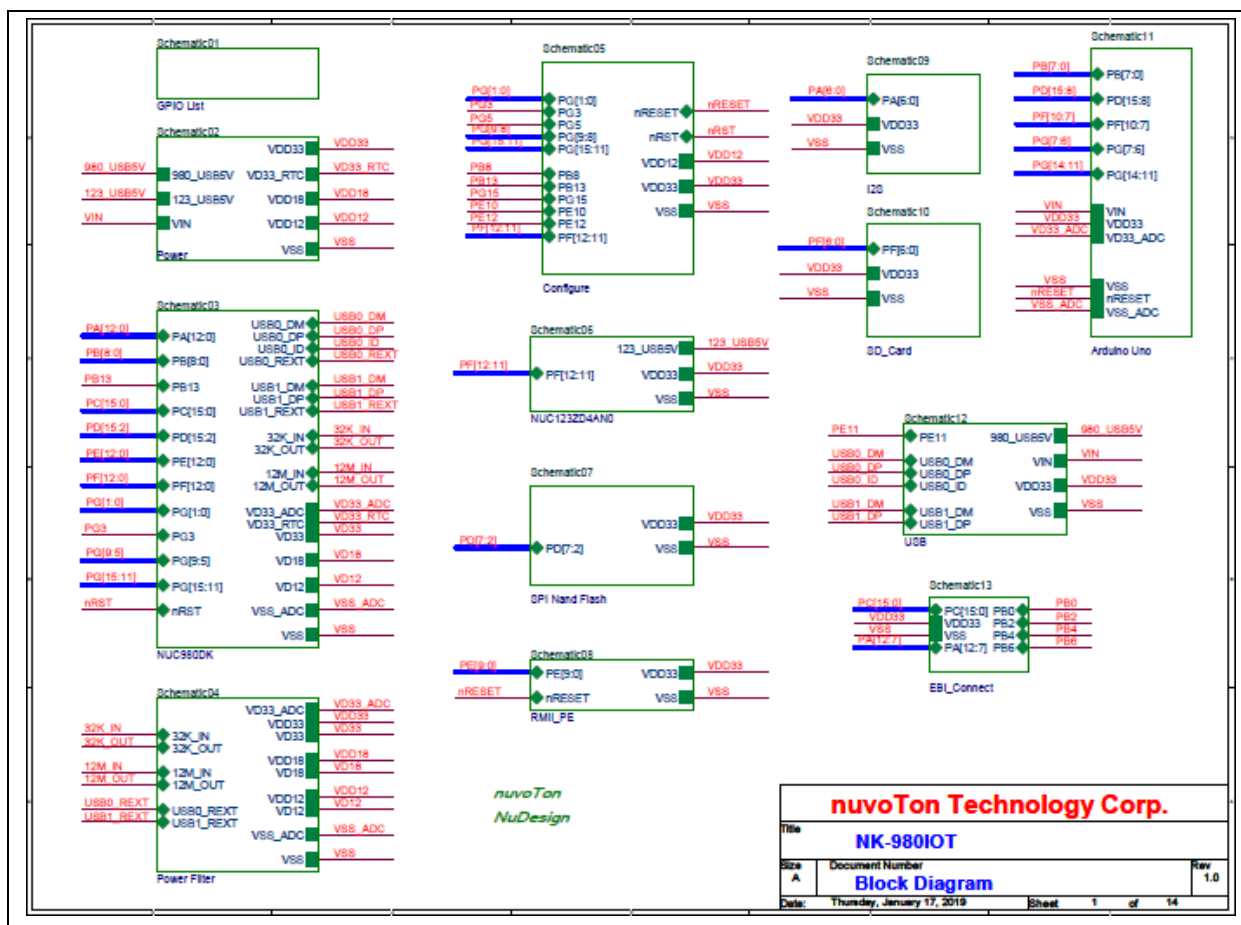 Schematic01
GPIO List
Schematic02
980_USB5V
123_USB5V
VIN
980_USB5V
123_USB5V
VIN
VDD33
VD33_RTC
VDD18
VDD12
VSS
VDD33
VD33_RTC
VDD18
VDD12
VSS
Power
Schematic03
PA[12:0]
PB[8:0]
PB13
PC[15:0]
PD[15:2]
PE[12:0]
PF[12:0]
PG[1:0]
PG3
PG[9:5]
PG[15:11]
nRST
PA[12:0]
PB[8:0]
PB13
PC[15:0]
PD[15:2]
PE[12:0]
PF[12:0]
PG[1:0]
PG3
PG[9:5]
PG[15:11]
nRST
USB0_DM
USB0_DP
USB0_ID
USB0_REXT
USB1_DM
USB1_DP
USB1_REXT
32K_IN
32K_OUT
12M_IN
12M_OUT
VD33_ADC
VD33_RTC
VD33
VD18
VD12
VSS_ADC
VSS
USB0_DM
USB0_DP
USB0_ID
USB0_REXT
USB1_DM
USB1_DP
USB1_REXT
32K_IN
32K_OUT
12M_IN
12M_OUT
VD33_ADC
VD33_RTC
VD33
VD18
VD12
VSS_ADC
VSS
NUC980DK
Schematic04
32K_IN
32K_OUT
12M_IN
12M_OUT
USB0_REXT
USB1_REXT
32K_IN
32K_OUT
12M_IN
12M_OUT
USB0_REXT
USB1_REXT
VD33_ADC
VDD33
VD33
VDD18
VD18
VDD12
VD12
VSS_ADC
VSS
VD33_ADC
VDD33
VD33
VDD18
VD18
VDD12
VD12
VSS_ADC
VSS
Power Filter
Schematic05
PG[1:0]
PG3
PG5
PG[9:8]
PG[15:11]
PB8
PB13
PE10
PE12
PF[12:11]
PG[1:0]
PG3
PG5
PG[9:8]
PG[15:11]
PB8
PB13
PG15
PE10
PE12
PF[12:11]
nRESET
nRST
VDD12
VDD33
VSS
nRESET
nRST
VDD12
VDD33
VSS
Configure
Schematic06
PF[12:11]
PF[12:11]
123_USB5V
VDD33
VSS
123_USB5V
VDD33
VSS
NUC123ZD4AN0
Schematic07
PD[7:2]
PD[7:2]
VDD33
VSS
VDD33
VSS
SPI Nand Flash
Schematic08
PE[9:0]
nRESET
PE[9:0]
nRESET
VDD33
VSS
VDD33
VSS
RMII_PE
nuvoTon
NuDesign
Schematic09
PA[6:0]
VDD33
VSS
PA[6:0]
VDD33
VSS
I2S
Schematic10
PF[6:0]
VDD33
VSS
PF[6:0]
VDD33
VSS
SD_Card
Schematic11
PB[7:0]
PD[15:8]
PF[10:7]
PG[7:6]
PG[14:11]
VIN
VDD33
VD33_ADC
VSS
nRESET
VSS_ADC
PB[7:0]
PD[15:8]
PF[10:7]
PG[7:6]
PG[14:11]
VIN
VDD33
VD33_ADC
VSS
nRESET
VSS_ADC
Arduino Uno
Schematic12
PE11
USB0_DM
USB0_DP
USB0_ID
USB1_DM
USB1_DP
PE11
USB0_DM
USB0_DP
USB0_ID
USB1_DM
USB1_DP
980_USB5V
VIN
VDD33
VSS
980_USB5V
VIN
VDD33
VSS
USB
Schematic13
PC[15:0]
VDD33
VSS
PA[12:7]
PC[15:0] PB0
VDD33 PB2
VSS PB4
PA[12:7] PB6
PB0
PB2
PB4
PB6
EBI_Connect
nuvoTon Technology Corp.
Title
NK-980IOT
Size
A
Document Number
Block Diagram
Rev
1.0
Date: Thursday, January 17, 2019 Sheet 1 of 14